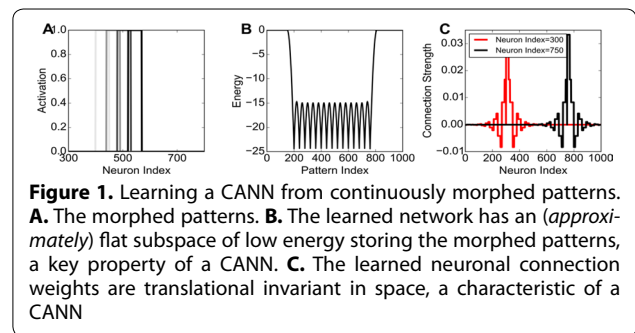 A
B
C
1.0
0.8
0.6
0.4
0.2
0.0
Activation
300
500
700
Neuron Index
0
−5
−10
−15
−20
−25
Energy
0
200
400
600
800
1000
Pattern Index
0.03
0.02
0.01
0.00
−0.01
Connection Strength
Neuron Index=300
Neuron Index=750
0
200
400
600
800
1000
Neuron Index
Figure 1. Learning a CANN from continuously morphed patterns.
A. The morphed patterns. B. The learned network has an (approxi-
mately) flat subspace of low energy storing the morphed patterns,
a key property of a CANN. C. The learned neuronal connection
weights are translational invariant in space, a characteristic of a
CANN